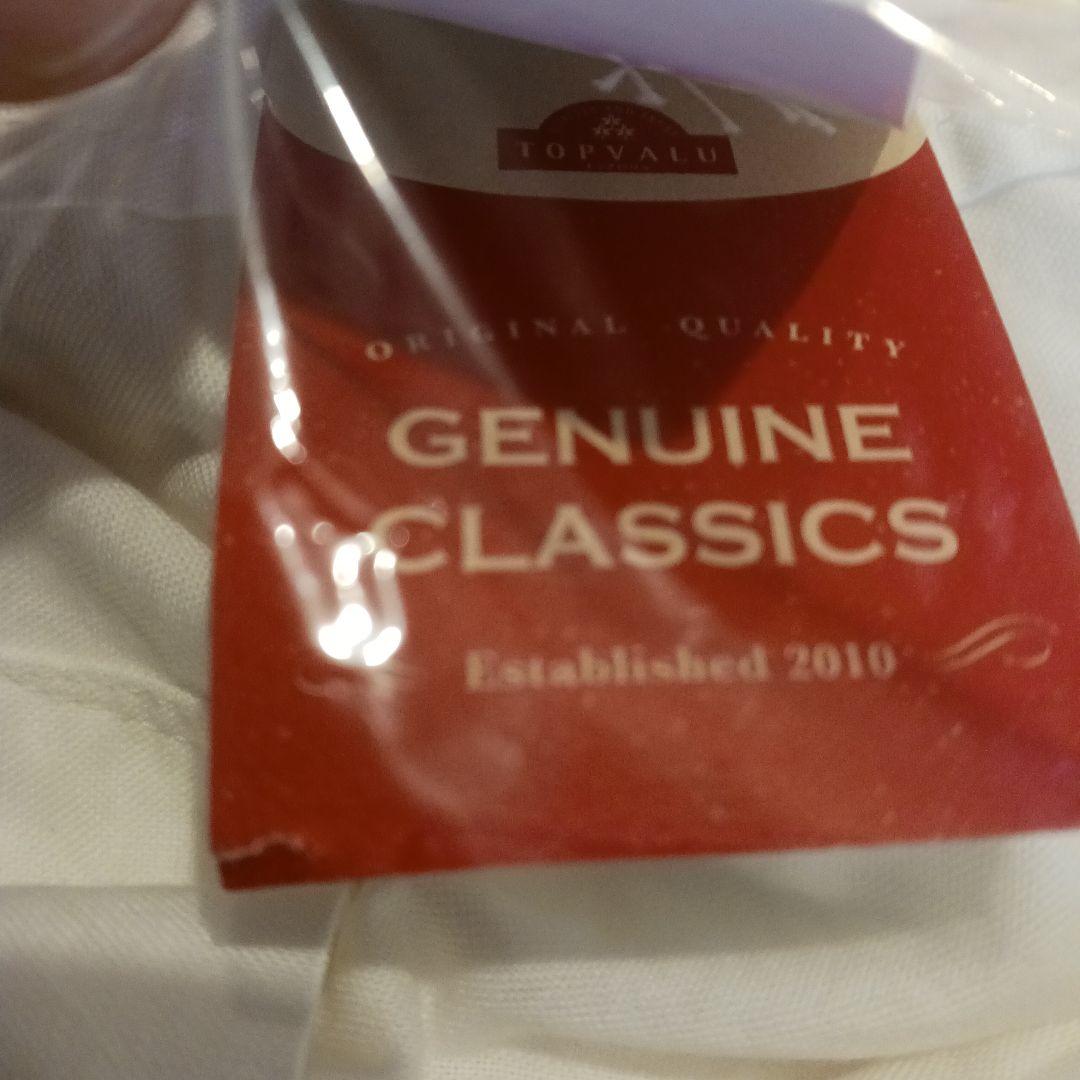 TOPVALU
ORIGINAL QUALITY
GENUINE
CLASSICS
Established 2010